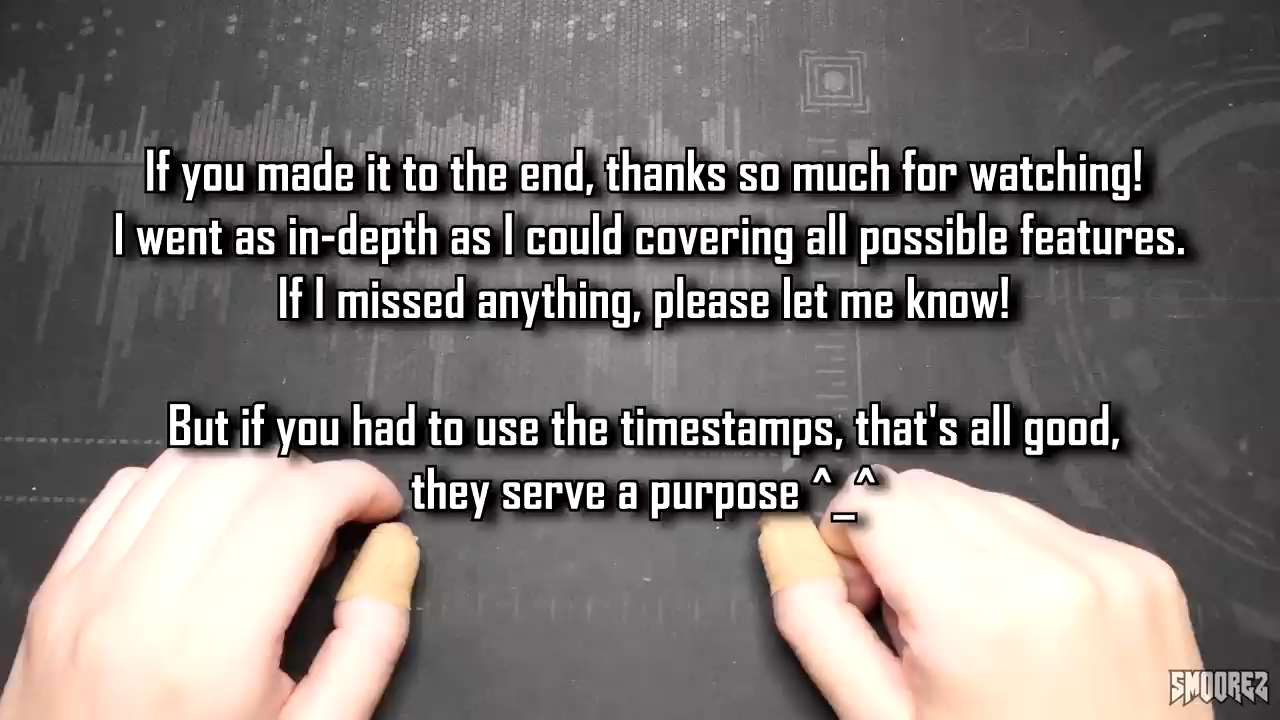 If you made it to the end, thanks so much for watching!
I went as in-depth as I could covering all possible features.
If I missed anything, please let me know!
But if you had to use the timestamps, that's all good,
they serve a purpose ^_^
SMOOREZ